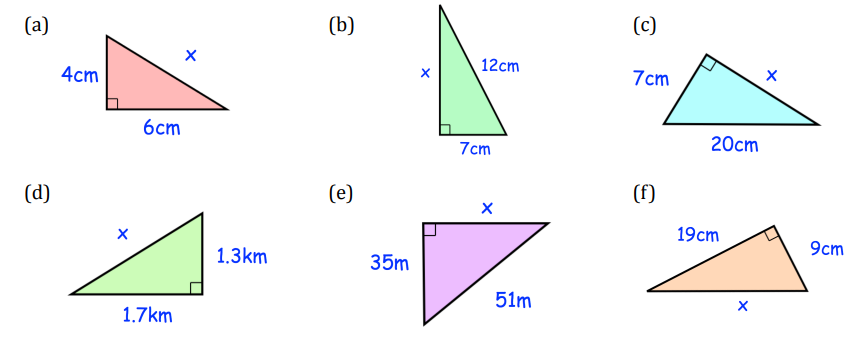 (a)
4cm
x
6cm
(b)
x
12cm
7cm
(c)
7cm
x
20cm
(d)
x
1.3km
1.7km
(e)
x
35m
51m
(f)
19cm
9cm
x